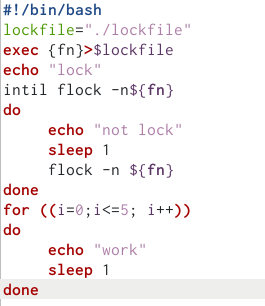 #!/bin/bash
lockfile="./lockfile"
exec {fn}>$lockfile
echo "lock"
intil flock -n${fn}
do
echo "not lock"
sleep 1
flock -n ${fn}
done
for ((i=0;i<=5; i++))
do
echo "work"
sleep 1
done